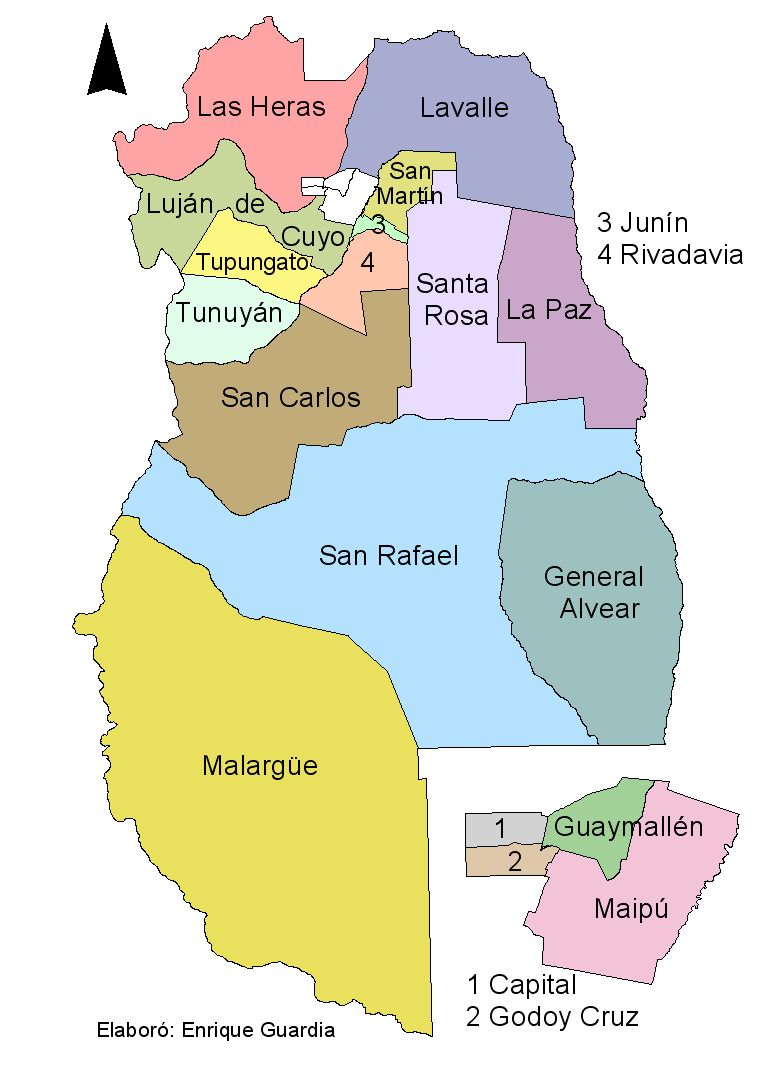 Las Heras
Lavalle
San
Martín
Luján de
Cuyo
3
3 Junín
4 Rivadavia
Tupungato
4
Santa
Rosa
La Paz
Tunuyán
San Carlos
San Rafael
General
Alvear
Malargüe
1
Guaymallén
2
Maipú
1 Capital
2 Godoy Cruz
Elaboró: Enrique Guardia